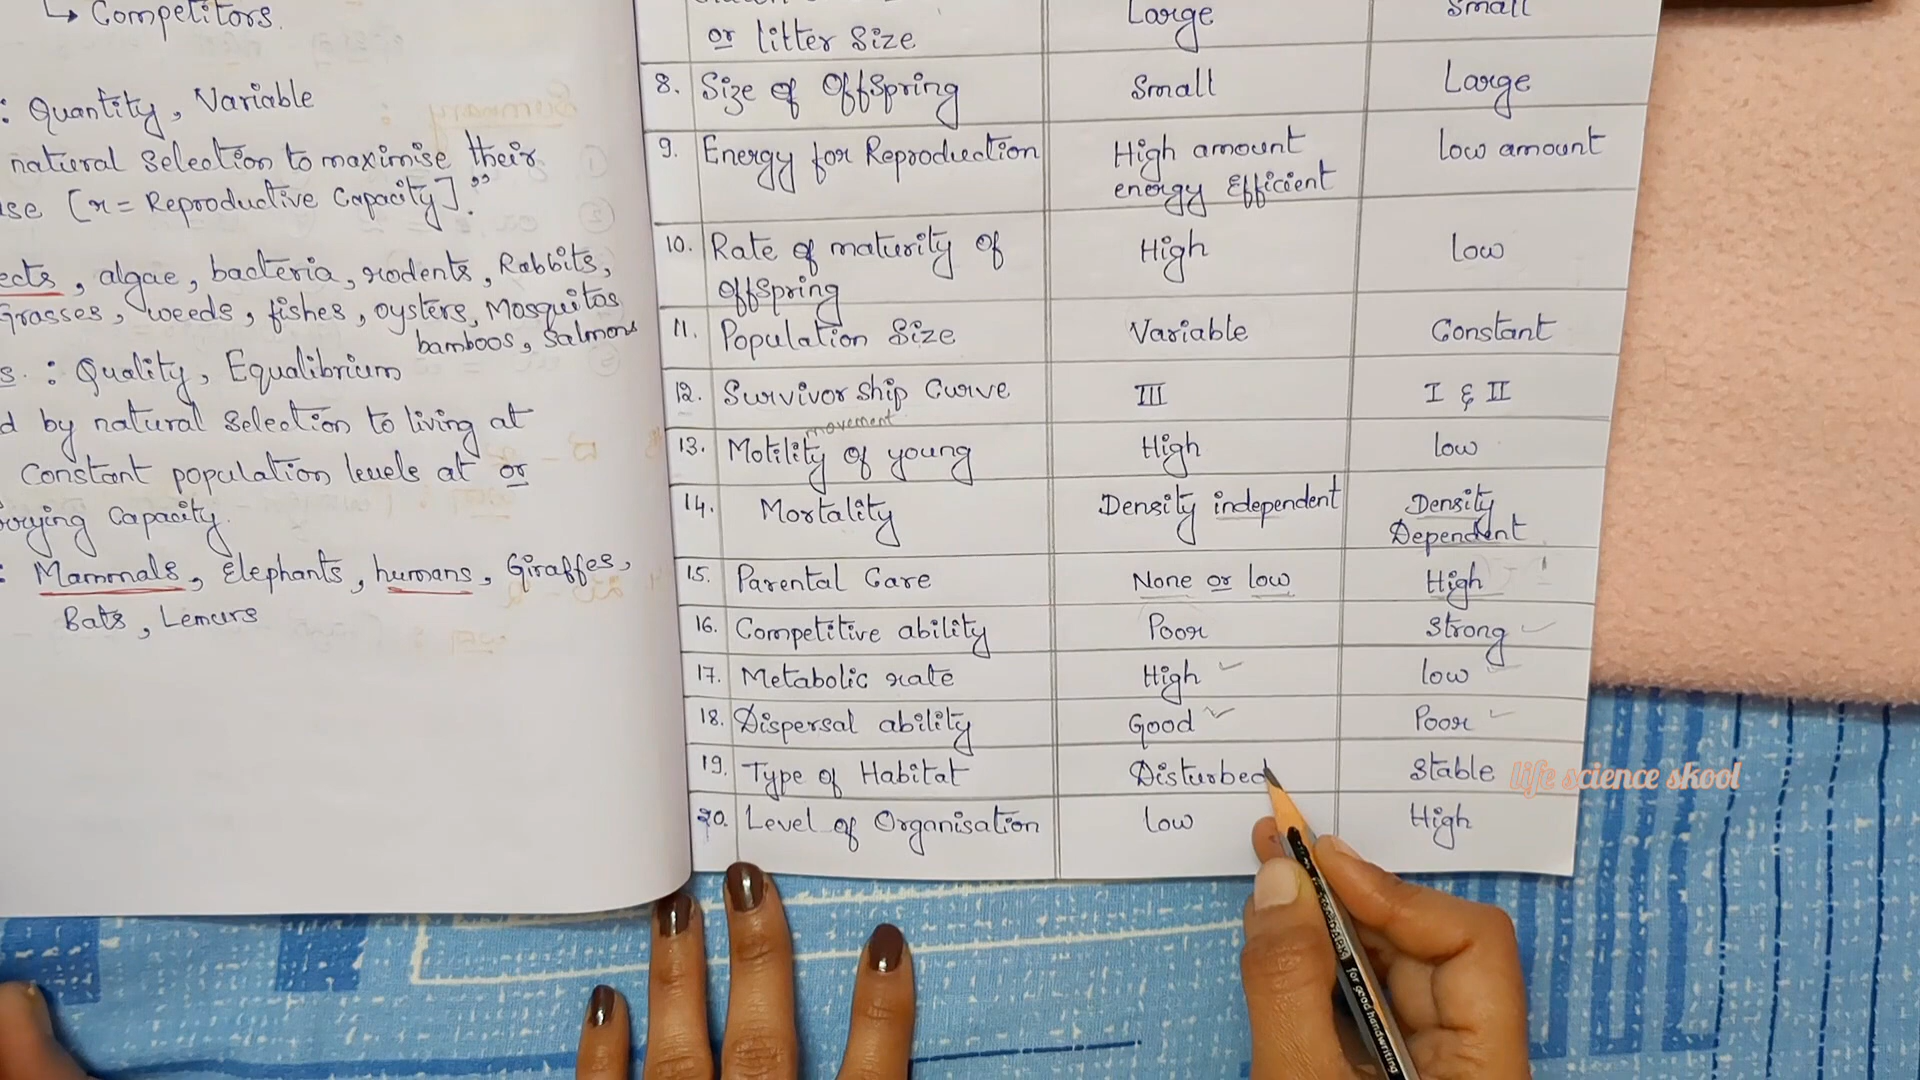 ↳ Competitors.
: Quantity, Variable
natural selection to maximise their
[r = Reproductive Capacity]."
, algae, bacteria, rodents, Rabbits,
Grasses, weeds, fishes, oysters, Mosquitos
bamboos, salmons
s. : Quality, Equalibrium
d by natural selection to living at
Constant population levels at or
Capacity.
: Mammals, Elephants, humans, Giraffes,
Bats, Lemurs
Large Small
or litter size
8. Size of offspring Small Large
9. Energy for Reproduction High amount low amount
energy Efficient
10. Rate of maturity of High low
offspring
11. Population Size Variable Constant
12. Survivor ship Curve III I & II
movement
13. Motility of young High low
14. Mortality Density independent Density
Dependent
15. Parental Care None or low High
16. Competitive ability Poor Strong
17. Metabolic rate High low
18. Dispersal ability Good Poor
19. Type of Habitat Disturbed Stable
20. Level of Organisation low High
life science skool
for good handwriting